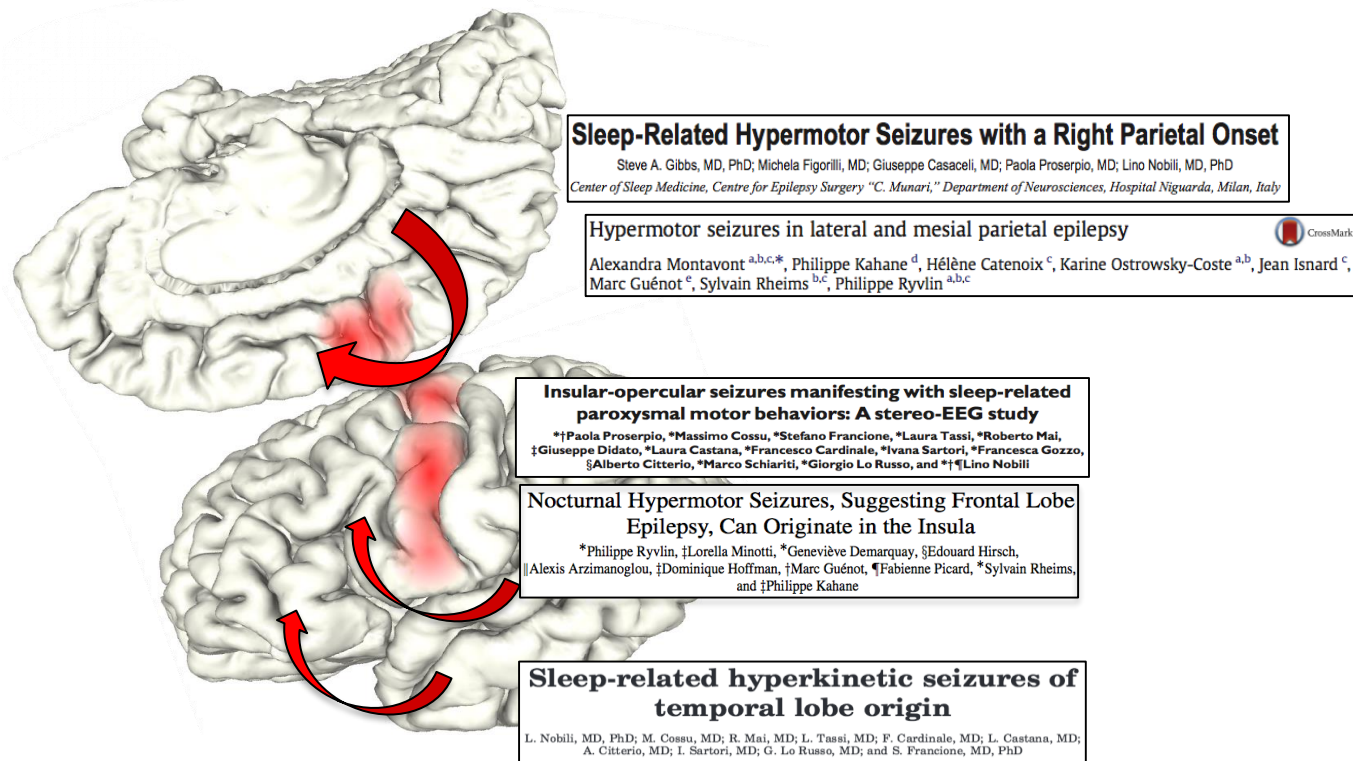 Sleep-Related Hypermotor Seizures with a Right Parietal Onset
Steve A. Gibbs, MD, PhD; Michela Figorilli, MD; Giuseppe Casaceli, MD; Paola Proserpio, MD; Lino Nobili, MD, PhD
Center of Sleep Medicine, Centre for Epilepsy Surgery “C. Munari,” Department of Neurosciences, Hospital Niguarda, Milan, Italy
Hypermotor seizures in lateral and mesial parietal epilepsy
CrossMark
Alexandra Montavont a,b,c,*, Philippe Kahane d, Hélène Catenoix c, Karine Ostrowsky-Coste a,b, Jean Isnard c,
Marc Guénot e, Sylvain Rheims b,c, Philippe Ryvlin a,b,c
Insular-opercular seizures manifesting with sleep-related
paroxysmal motor behaviors: A stereo-EEG study
*†Paola Proserpio, *Massimo Cossu, *Stefano Francione, *Laura Tassi, *Roberto Mai,
‡Giuseppe Didato, *Laura Castana, *Francesco Cardinale, *Ivana Sartori, *Francesca Gozzo,
§Alberto Citterio, *Marco Schiariti, *Giorgio Lo Russo, and *†¶Lino Nobili
Nocturnal Hypermotor Seizures, Suggesting Frontal Lobe
Epilepsy, Can Originate in the Insula
*Philippe Ryvlin, ‡Lorella Minotti, *Geneviève Demarquay, §Edouard Hirsch,
‖Alexis Arzimanoglou, ‡Dominique Hoffman, †Marc Guénot, ¶Fabienne Picard, *Sylvain Rheims,
and ‡Philippe Kahane
Sleep-related hyperkinetic seizures of
temporal lobe origin
L. Nobili, MD, PhD; M. Cossu, MD; R. Mai, MD; L. Tassi, MD; F. Cardinale, MD; L. Castana, MD;
A. Citterio, MD; I. Sartori, MD; G. Lo Russo, MD; and S. Francione, MD, PhD